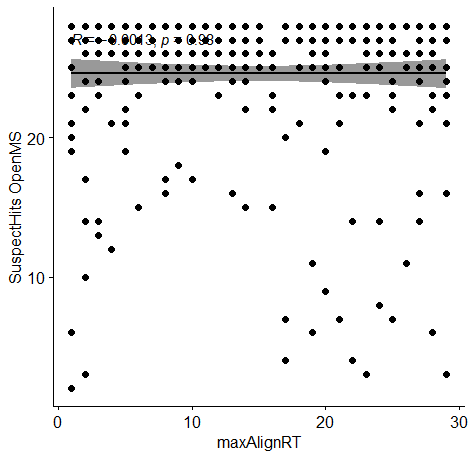 R = −0.0013, p = 0.98
SuspectHits OpenMS
20
10
0
10
20
30
maxAlignRT